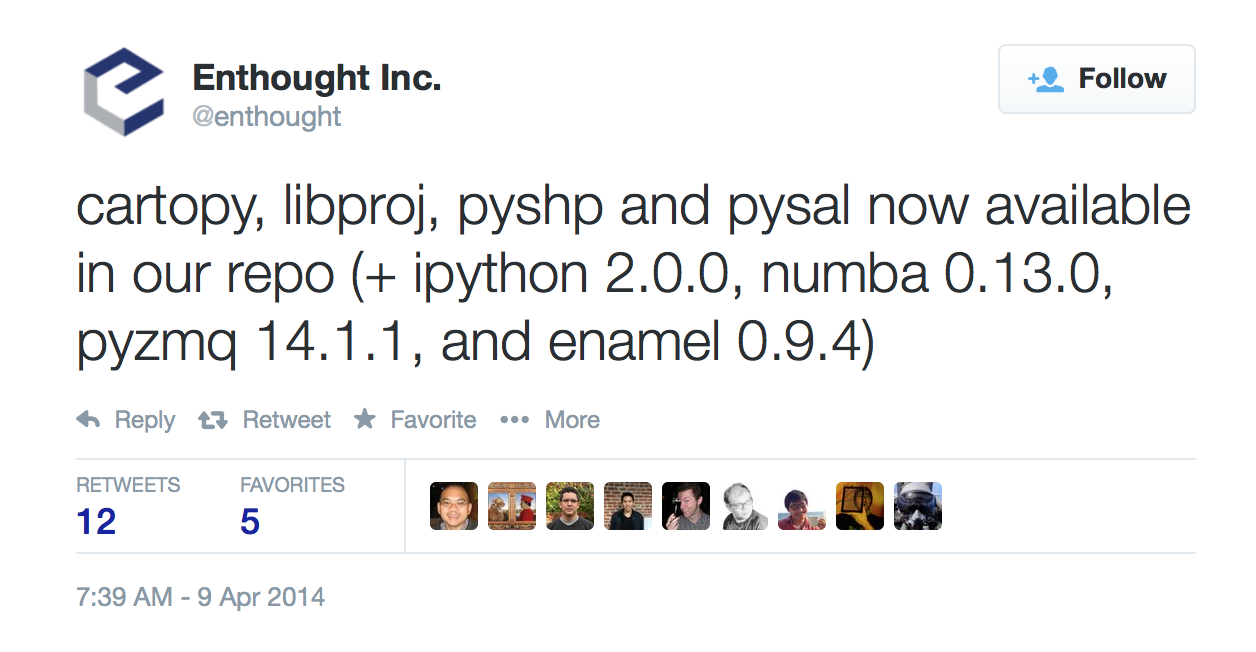 Enthought Inc.
@enthought
Follow
cartopy, libproj, pyshp and pysal now available
in our repo (+ ipython 2.0.0, numba 0.13.0,
pyzmq 14.1.1, and enamel 0.9.4)
Reply Retweet Favorite More
RETWEETS FAVORITES
12 5
7:39 AM - 9 Apr 2014